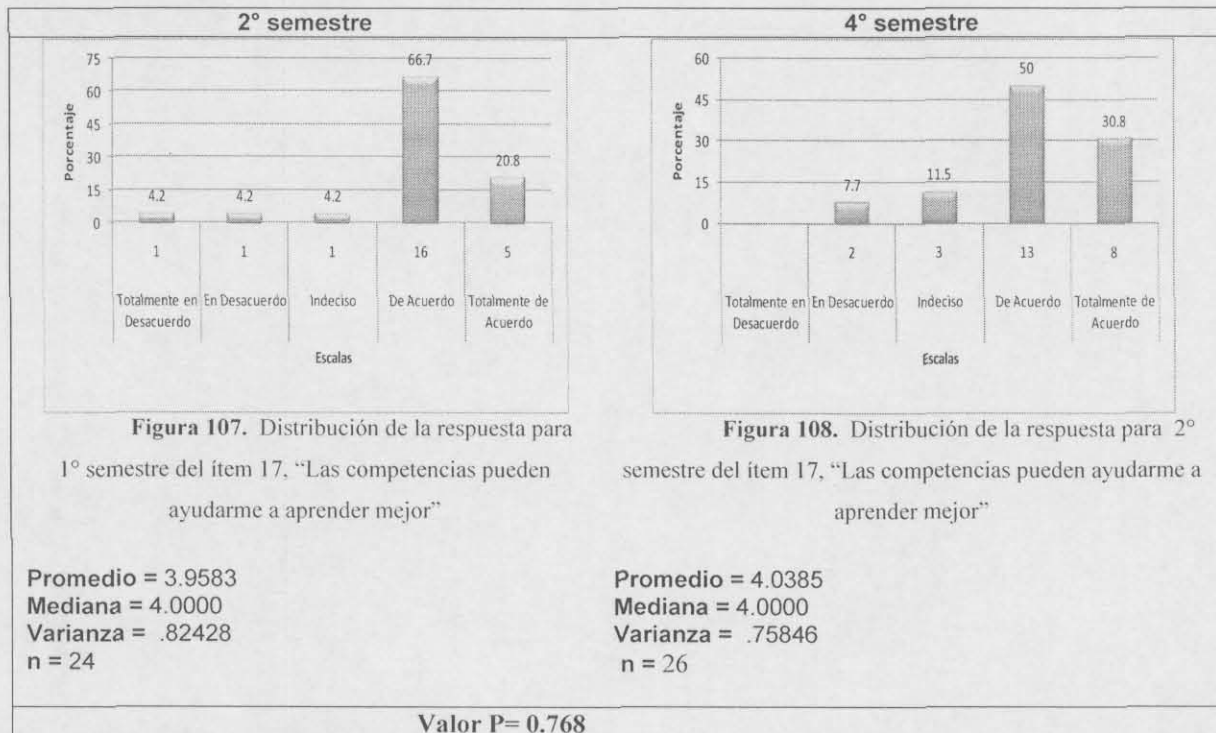 2° semestre
4° semestre
75
60
45
30
15
0
Porcentaje
4.2
4.2
4.2
66.7
20.8
1
1
1
16
5
Totalmente en
Desacuerdo
En Desacuerdo
Indeciso
De Acuerdo
Totalmente de
Acuerdo
Escalas
Figura 107. Distribución de la respuesta para
1° semestre del ítem 17, “Las competencias pueden
ayudarme a aprender mejor”
Promedio = 3.9583
Mediana = 4.0000
Varianza = .82428
n = 24
60
45
30
15
0
Porcentaje
7.7
11.5
50
30.8
2
3
13
8
Totalmente en
Desacuerdo
En Desacuerdo
Indeciso
De Acuerdo
Totalmente de
Acuerdo
Escalas
Figura 108. Distribución de la respuesta para 2°
semestre del ítem 17, “Las competencias pueden ayudarme a
aprender mejor”
Promedio = 4.0385
Mediana = 4.0000
Varianza = .75846
n = 26
Valor P= 0.768